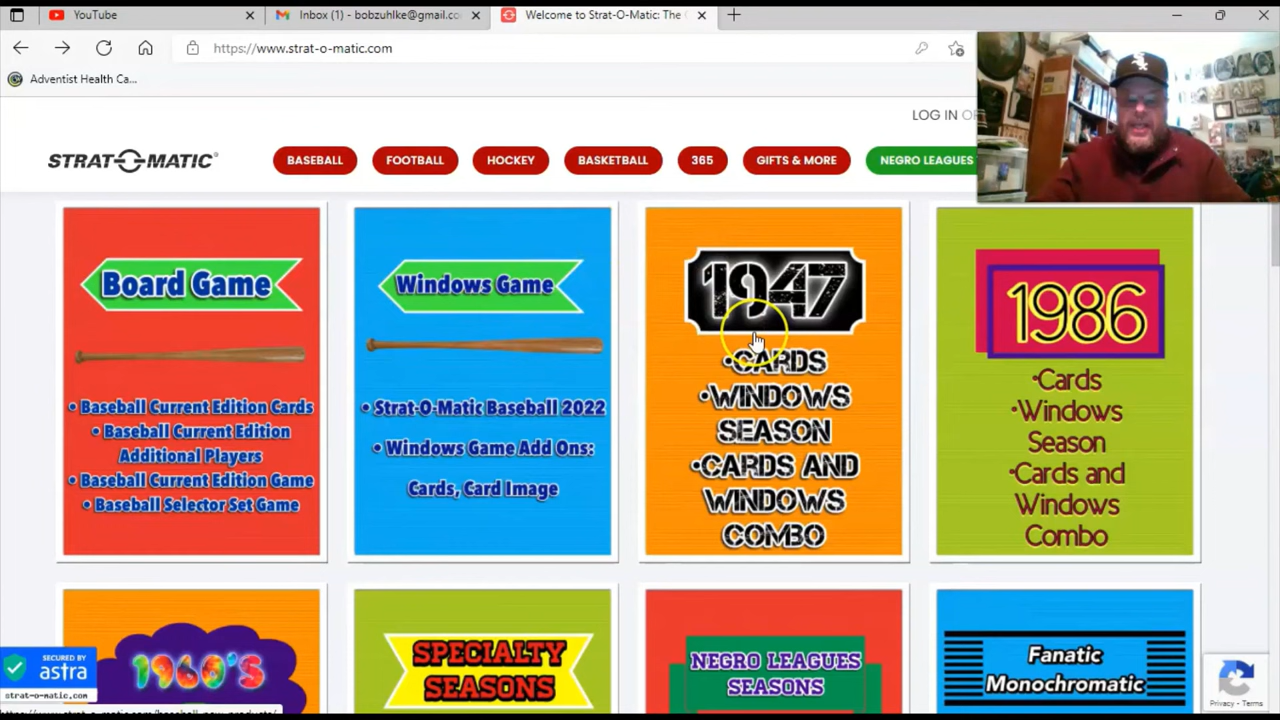 YouTube
Inbox (1) - bobzuhlke@gmail.co
Welcome to Strat-O-Matic: The
https://www.strat-o-matic.com
Adventist Health Ca...
LOG IN
STRAT-O-MATIC
BASEBALL
FOOTBALL
HOCKEY
BASKETBALL
365
GIFTS & MORE
NEGRO LEAGUES
Board Game
• Baseball Current Edition Cards
• Baseball Current Edition
Additional Players
• Baseball Current Edition Game
• Baseball Selector Set Game
Windows Game
• Strat-O-Matic Baseball 2022
• Windows Game Add Ons:
Cards, Card Image
1947
•CARDS
•WINDOWS
SEASON
•CARDS AND
WINDOWS
COMBO
1986
•Cards
•Windows
Season
•Cards and
Windows
Combo
1960'S
SPECIALTY
SEASONS
NEGRO LEAGUES
SEASONS
Fanatic
Monochromatic
SECURED BY
astra
strat-o-matic.com
Privacy - Terms